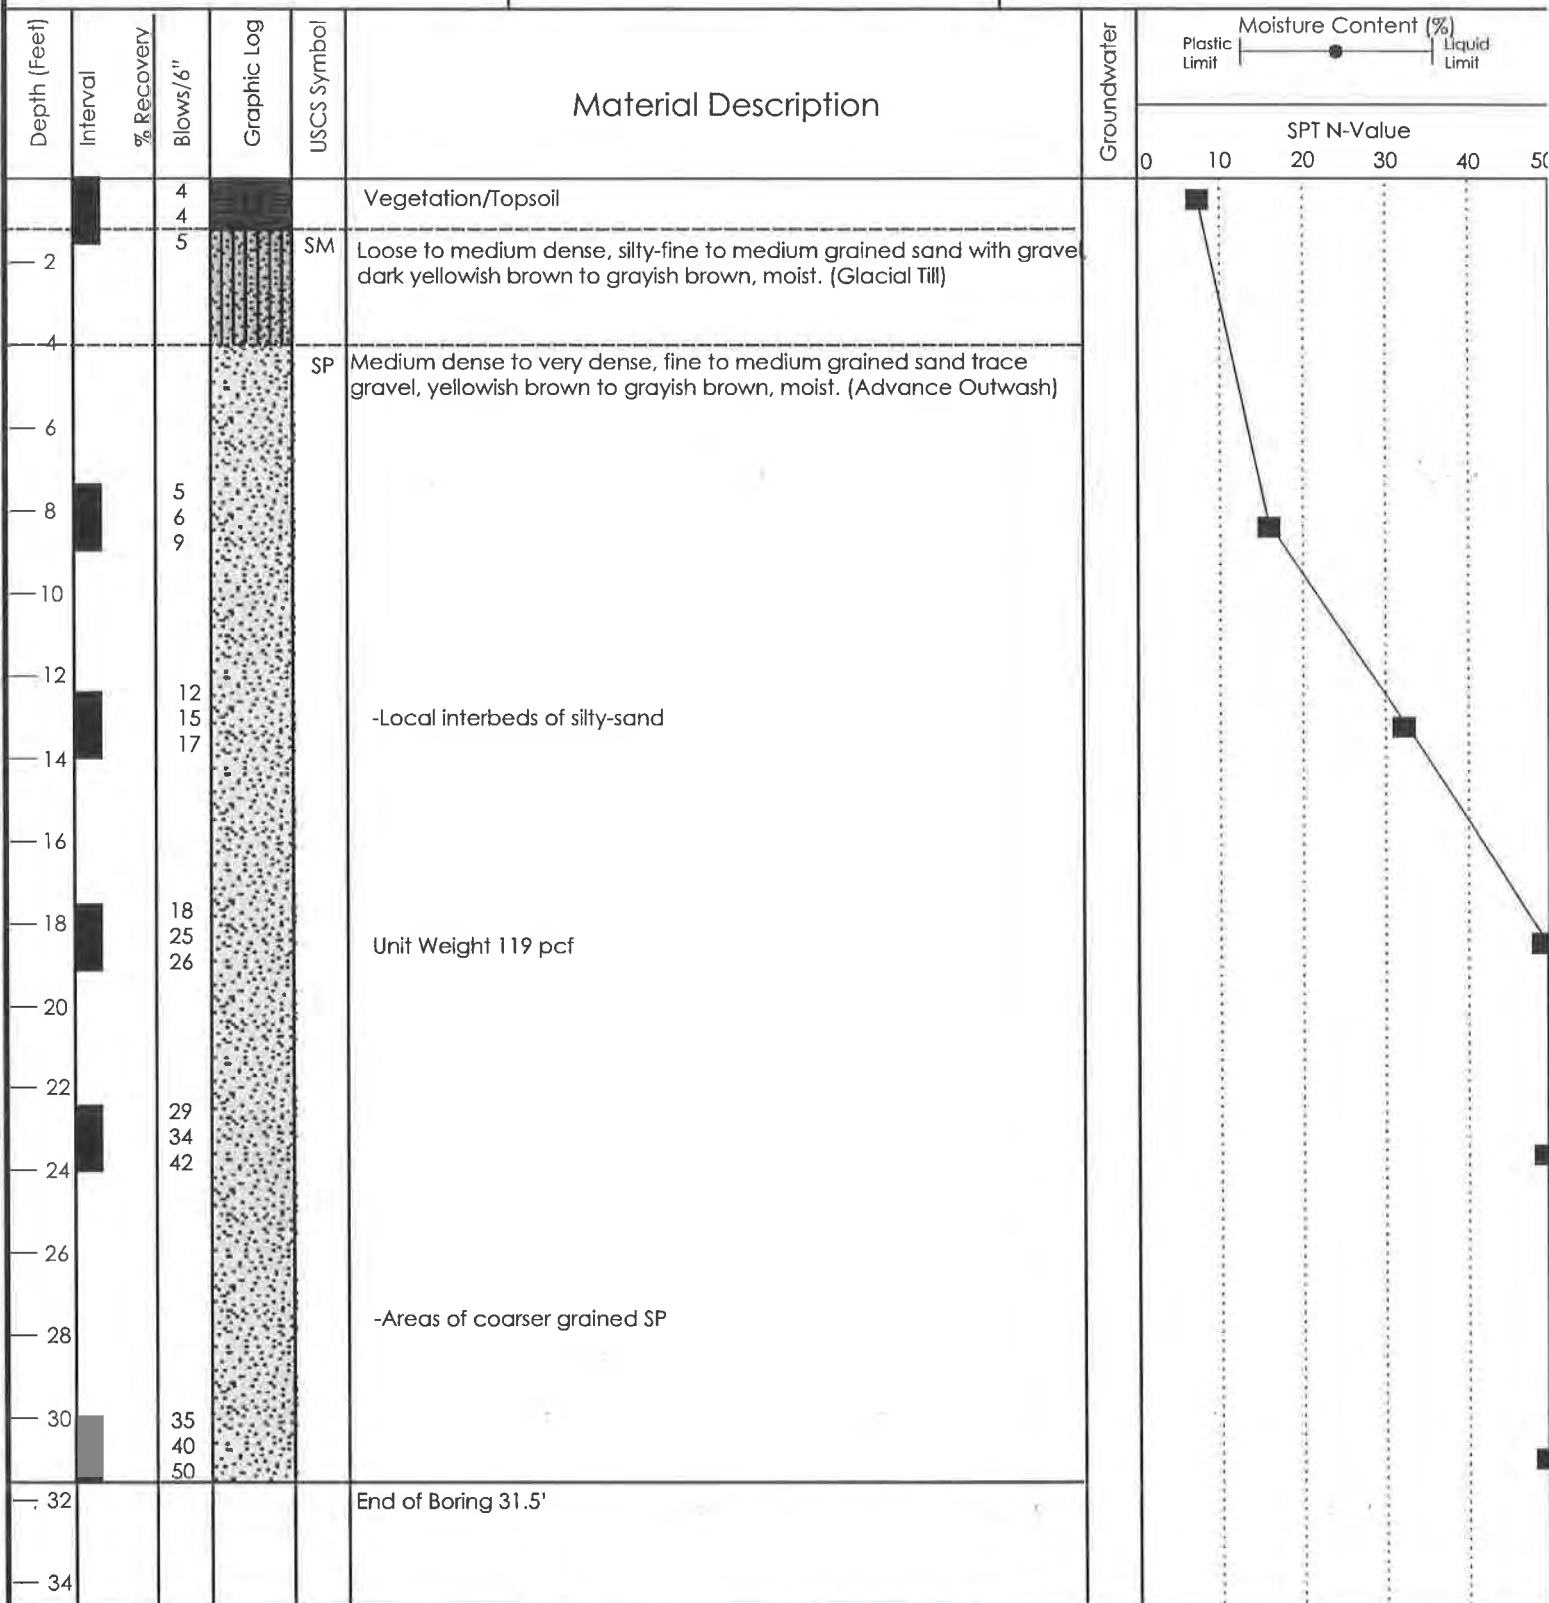 Depth (Feet)
Interval
% Recovery
Blows/6"
Graphic Log
USCS Symbol
Material Description
Groundwater
Moisture Content (%)
Plastic Limit
Liquid Limit
SPT N-Value
0 10 20 30 40 50
4
4
5
Vegetation/Topsoil
2
SM
Loose to medium dense, silty-fine to medium grained sand with gravel
dark yellowish brown to grayish brown, moist. (Glacial Till)
4
SP
Medium dense to very dense, fine to medium grained sand trace
gravel, yellowish brown to grayish brown, moist. (Advance Outwash)
6
8
5
6
9
10
12
12
15
17
-Local interbeds of silty-sand
14
16
18
18
25
26
Unit Weight 119 pcf
20
22
29
34
42
24
26
-Areas of coarser grained SP
28
30
35
40
50
32
End of Boring 31.5'
34